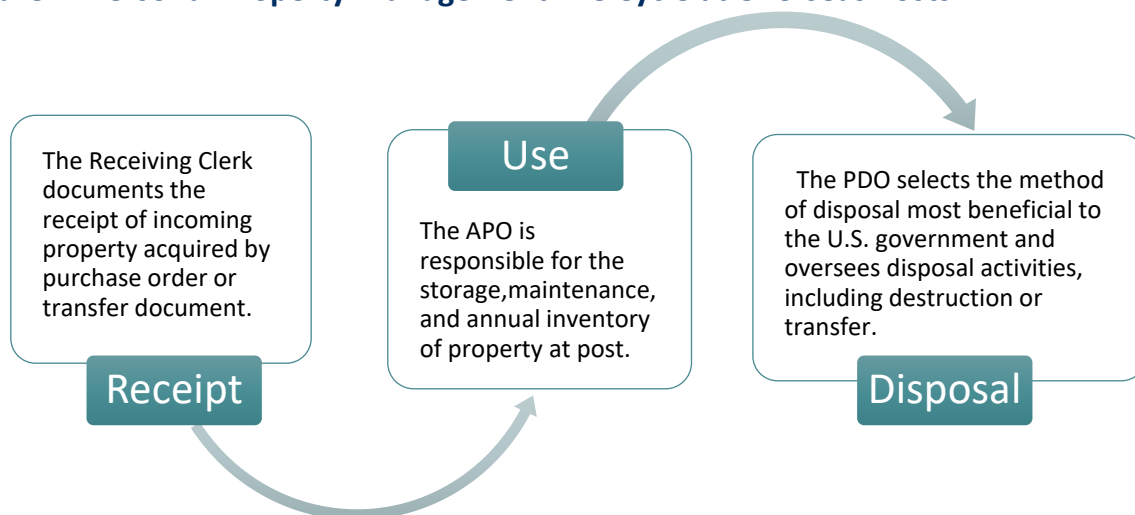 The Receiving Clerk
documents the
receipt of incoming
property acquired by
purchase order or
transfer document.
Receipt
Use
The APO is
responsible for the
storage,maintenance,
and annual inventory
of property at post.
The PDO selects the method
of disposal most beneficial to
the U.S. government and
oversees disposal activities,
including destruction or
transfer.
Disposal